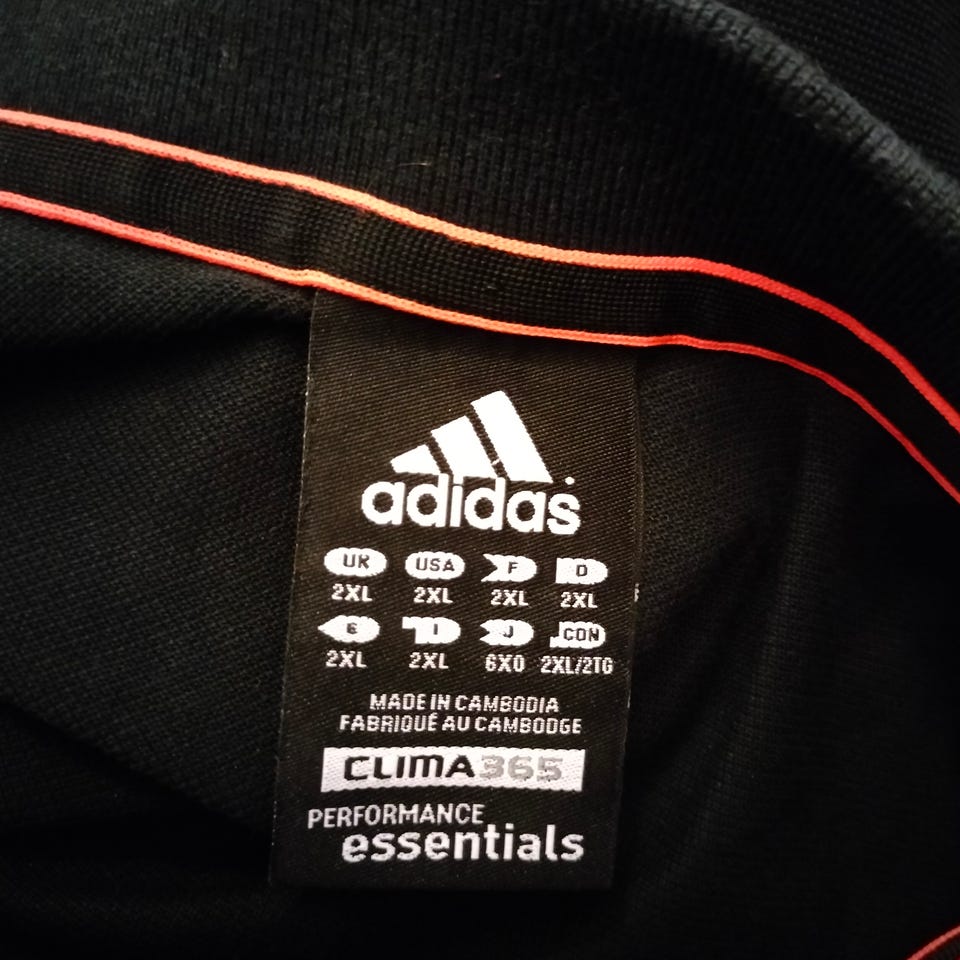 adidas
UK USA F D
2XL 2XL 2XL 2XL
E I J CON
2XL 2XL 6XO 2XL/2TG
MADE IN CAMBODIA
FABRIQUÉ AU CAMBODGE
CLIMA365
PERFORMANCE
essentials